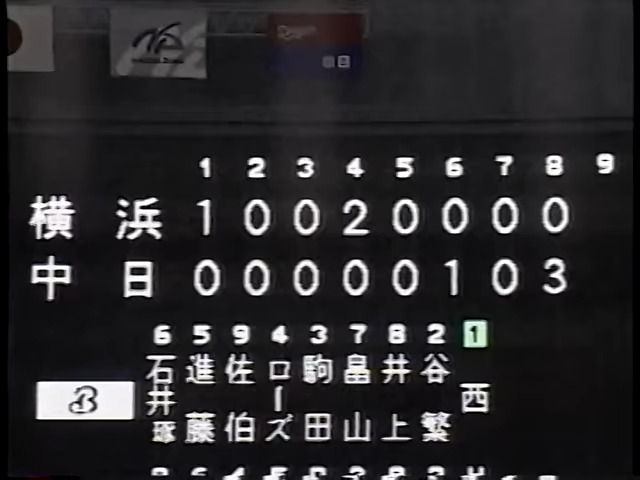 1 2 3 4 5 6 7 8 9
横浜 1 0 0 2 0 0 0 0
中日 0 0 0 0 0 1 0 3
6 5 9 4 3 7 8 2 1
石井琢 進藤 佐伯 ローズ 駒田 畠山 井上 谷繁 西